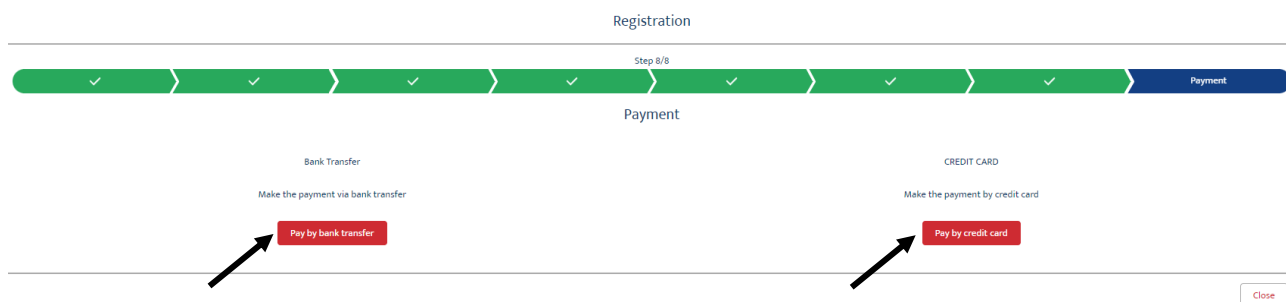 Registration
Step 8/8
Payment
Payment
Bank Transfer
CREDIT CARD
Make the payment via bank transfer
Make the payment by credit card
Pay by bank transfer
Pay by credit card
Close